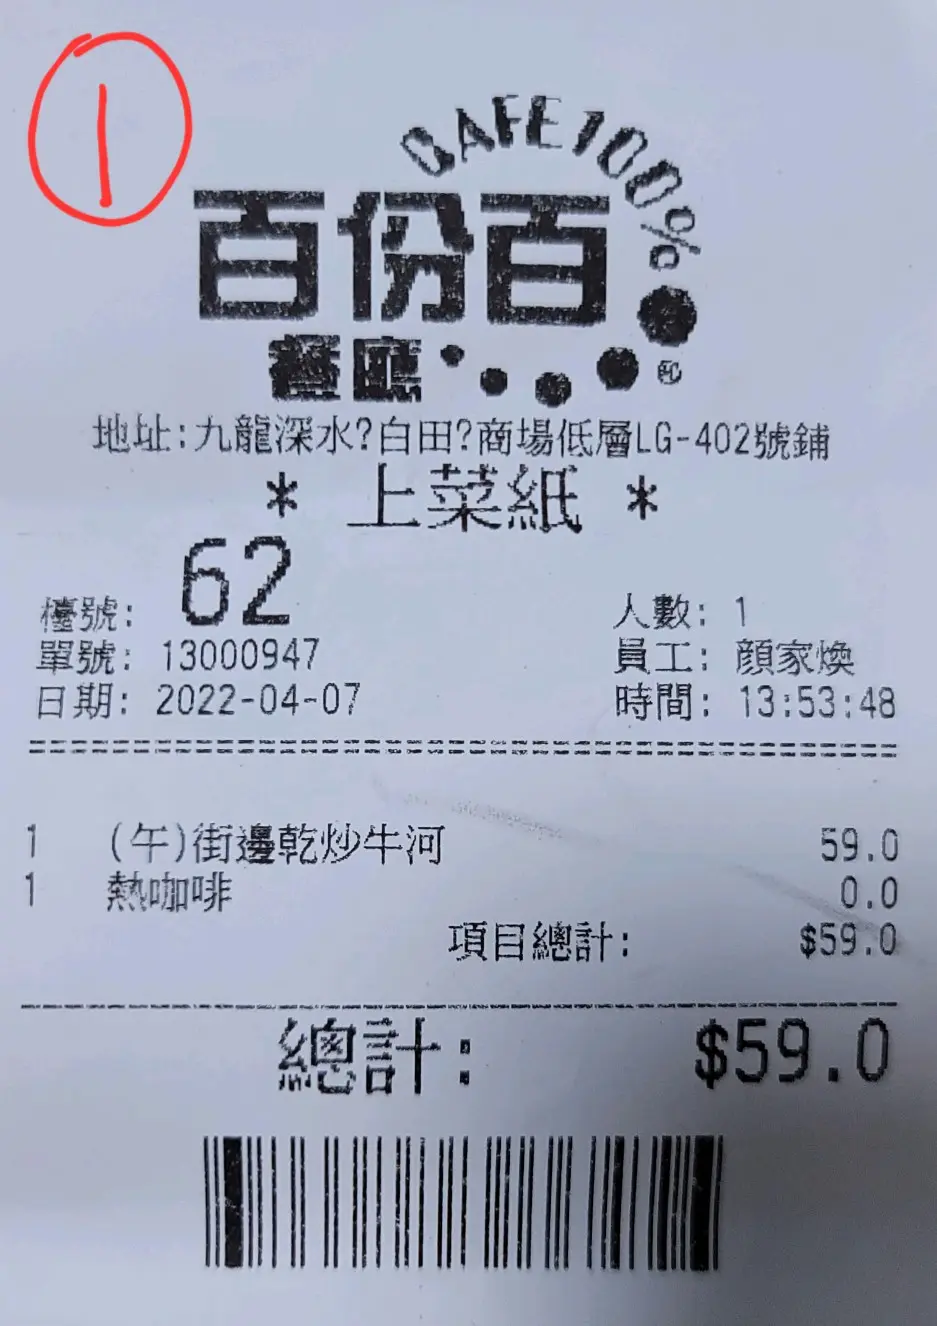 1
CAFE100%
百份百
餐廳
地址:九龍深水?白田?商場低層LG-402號鋪
* 上菜紙 *
檯號: 62 人數: 1
單號: 13000947 員工: 顏家煥
日期: 2022-04-07 時間: 13:53:48
1 (午)街邊乾炒牛河 59.0
1 熱咖啡 0.0
項目總計: $59.0
總計: $59.0